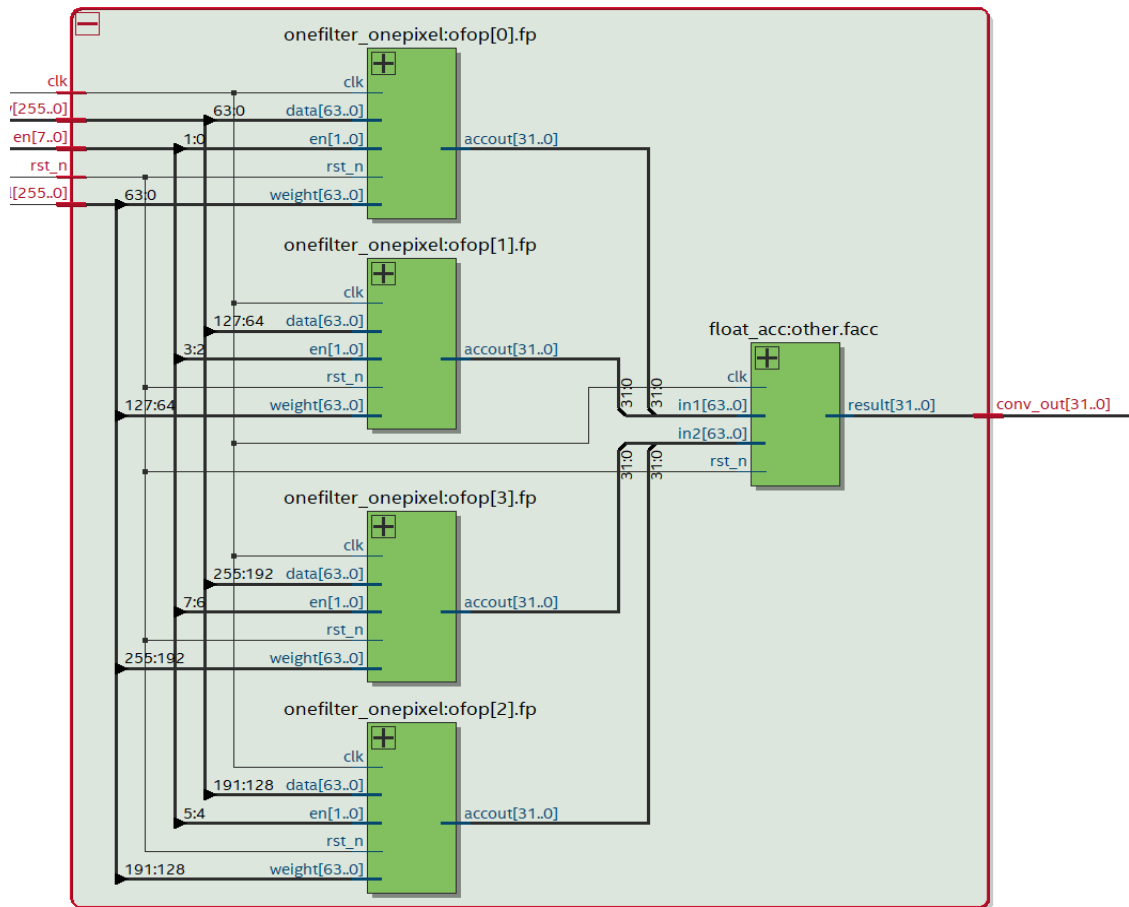 onefilter_onepixel:ofop[0].fp
clk
clk
[255..0]
63:0
data[63..0]
en[7..0]
1:0
en[1..0]
accout[31..0]
rst_n
rst_n
[255..0]
63:0
weight[63..0]
onefilter_onepixel:ofop[1].fp
clk
127:64
data[63..0]
3:2
en[1..0]
accout[31..0]
rst_n
127:64
weight[63..0]
float_acc:other.facc
clk
31:0
31:0
in1[63..0]
result[31..0]
conv_out[31..0]
in2[63..0]
31:0
31:0
rst_n
onefilter_onepixel:ofop[3].fp
clk
255:192
data[63..0]
7:6
en[1..0]
accout[31..0]
rst_n
255:192
weight[63..0]
onefilter_onepixel:ofop[2].fp
clk
191:128
data[63..0]
5:4
en[1..0]
accout[31..0]
rst_n
191:128
weight[63..0]